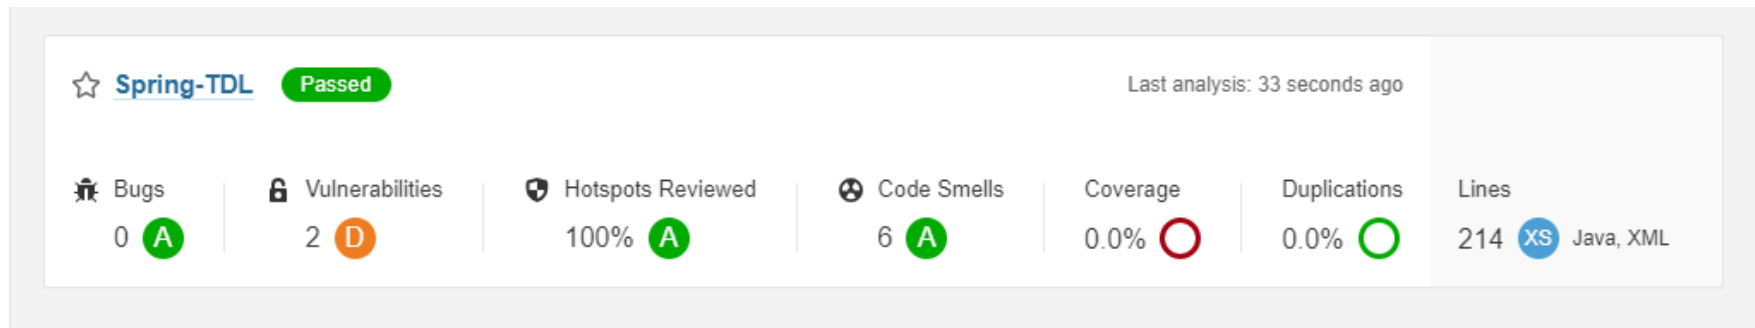 Spring-TDL Passed Last analysis: 33 seconds ago
Bugs Vulnerabilities Hotspots Reviewed Code Smells Coverage Duplications Lines
0 A 2 D 100% A 6 A 0.0% 0.0% 214 XS Java, XML